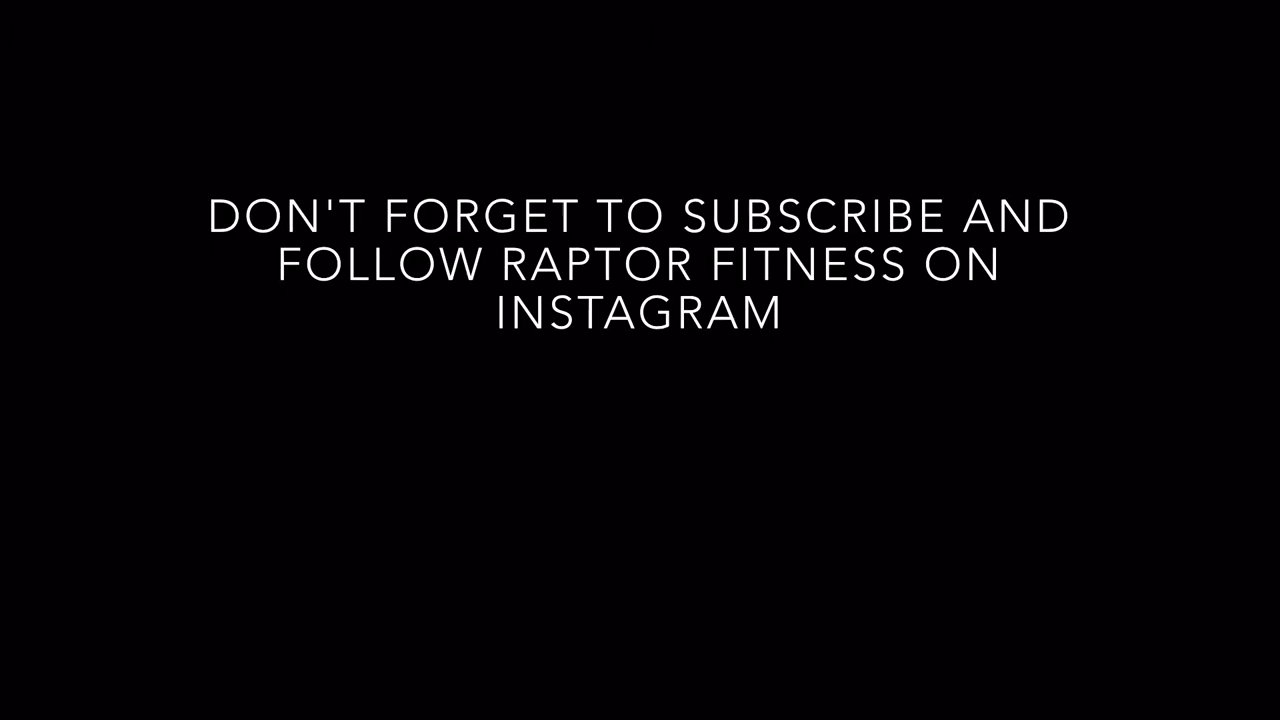 DON'T FORGET TO SUBSCRIBE AND
FOLLOW RAPTOR FITNESS ON
INSTAGRAM